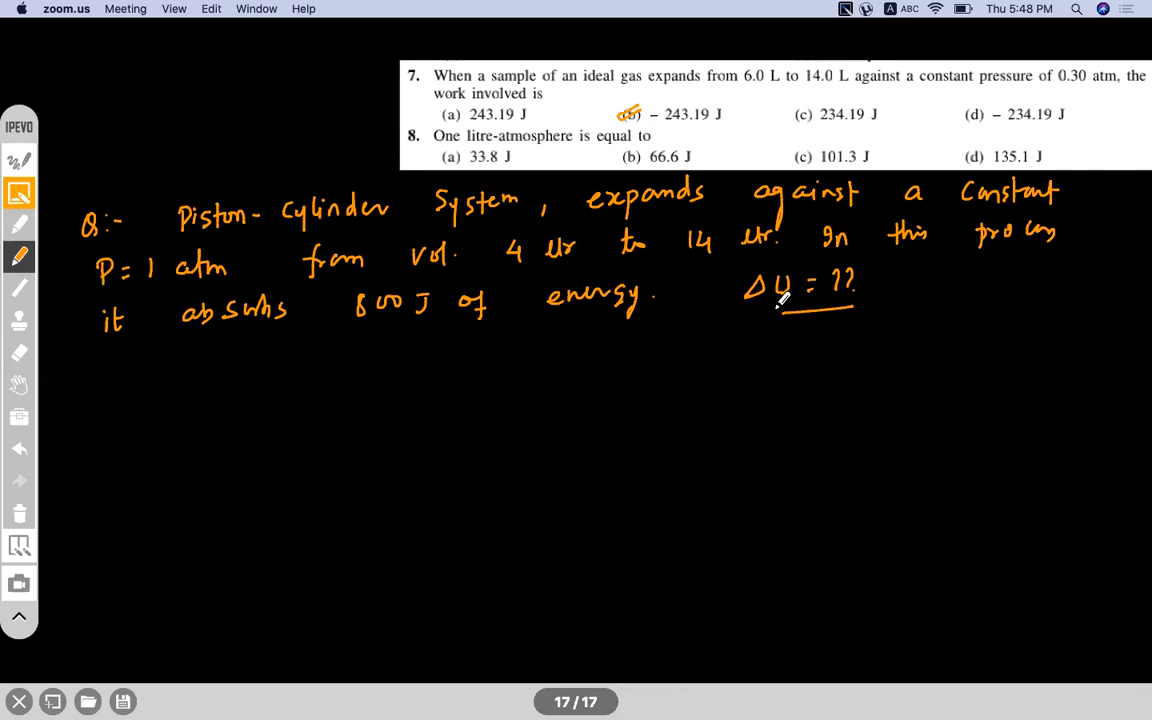 zoom.us Meeting View Edit Window Help A ABC Thu 5:48 PM
7. When a sample of an ideal gas expands from 6.0 L to 14.0 L against a constant pressure of 0.30 atm, the
work involved is
(a) 243.19 J (b) − 243.19 J (c) 234.19 J (d) − 234.19 J
8. One litre-atmosphere is equal to
(a) 33.8 J (b) 66.6 J (c) 101.3 J (d) 135.1 J
IPEVO
Q:- Piston-Cylinder System, expands against a Constant
P = 1 atm from vol. 4 ltr to 14 ltr. In this process
it absorbs 800 J of energy. ΔU = ??
17 / 17